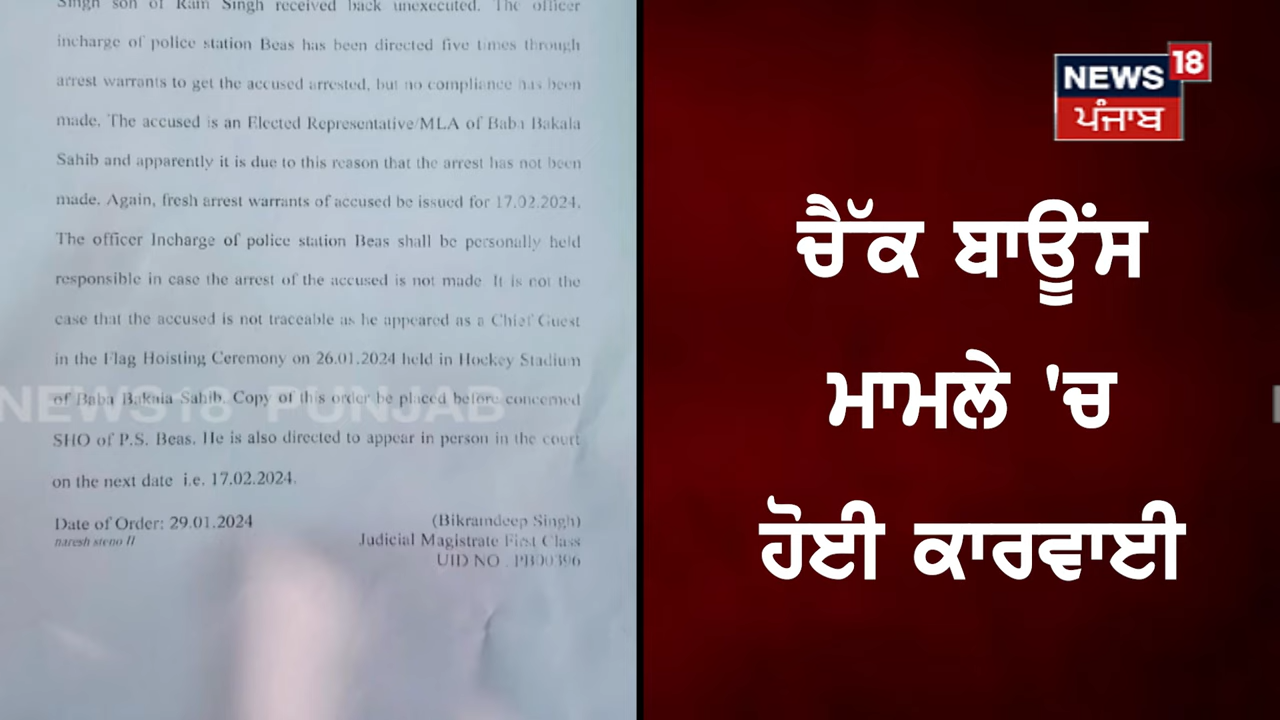 Singh son of Ram Singh received back unexecuted. The officer
incharge of police station Beas has been directed five times through
arrest warrants to get the accused arrested, but no compliance has been
made. The accused is an Elected Representative/MLA of Baba Bakala
Sahib and apparently it is due to this reason that the arrest has not been
made. Again, fresh arrest warrants of accused be issued for 17.02.2024.
The officer Incharge of police station Beas shall be personally held
responsible in case the arrest of the accused is not made. It is not the
case that the accused is not traceable as he appeared as a Chief Guest
in the Flag Hoisting Ceremony on 26.01.2024 held in Hockey Stadium
of Baba Bakala Sahib. Copy of this order be placed before concerned
SHO of P.S. Beas. He is also directed to appear in person in the court
on the next date i.e. 17.02.2024.
Date of Order: 29.01.2024
naresh steno II
(Bikramdeep Singh)
Judicial Magistrate First Class
UID NO. PB00396
NEWS18 PUNJAB
NEWS 18
ਪੰਜਾਬ
ਚੈੱਕ ਬਾਊਂਸ
ਮਾਮਲੇ 'ਚ
ਹੋਈ ਕਾਰਵਾਈ